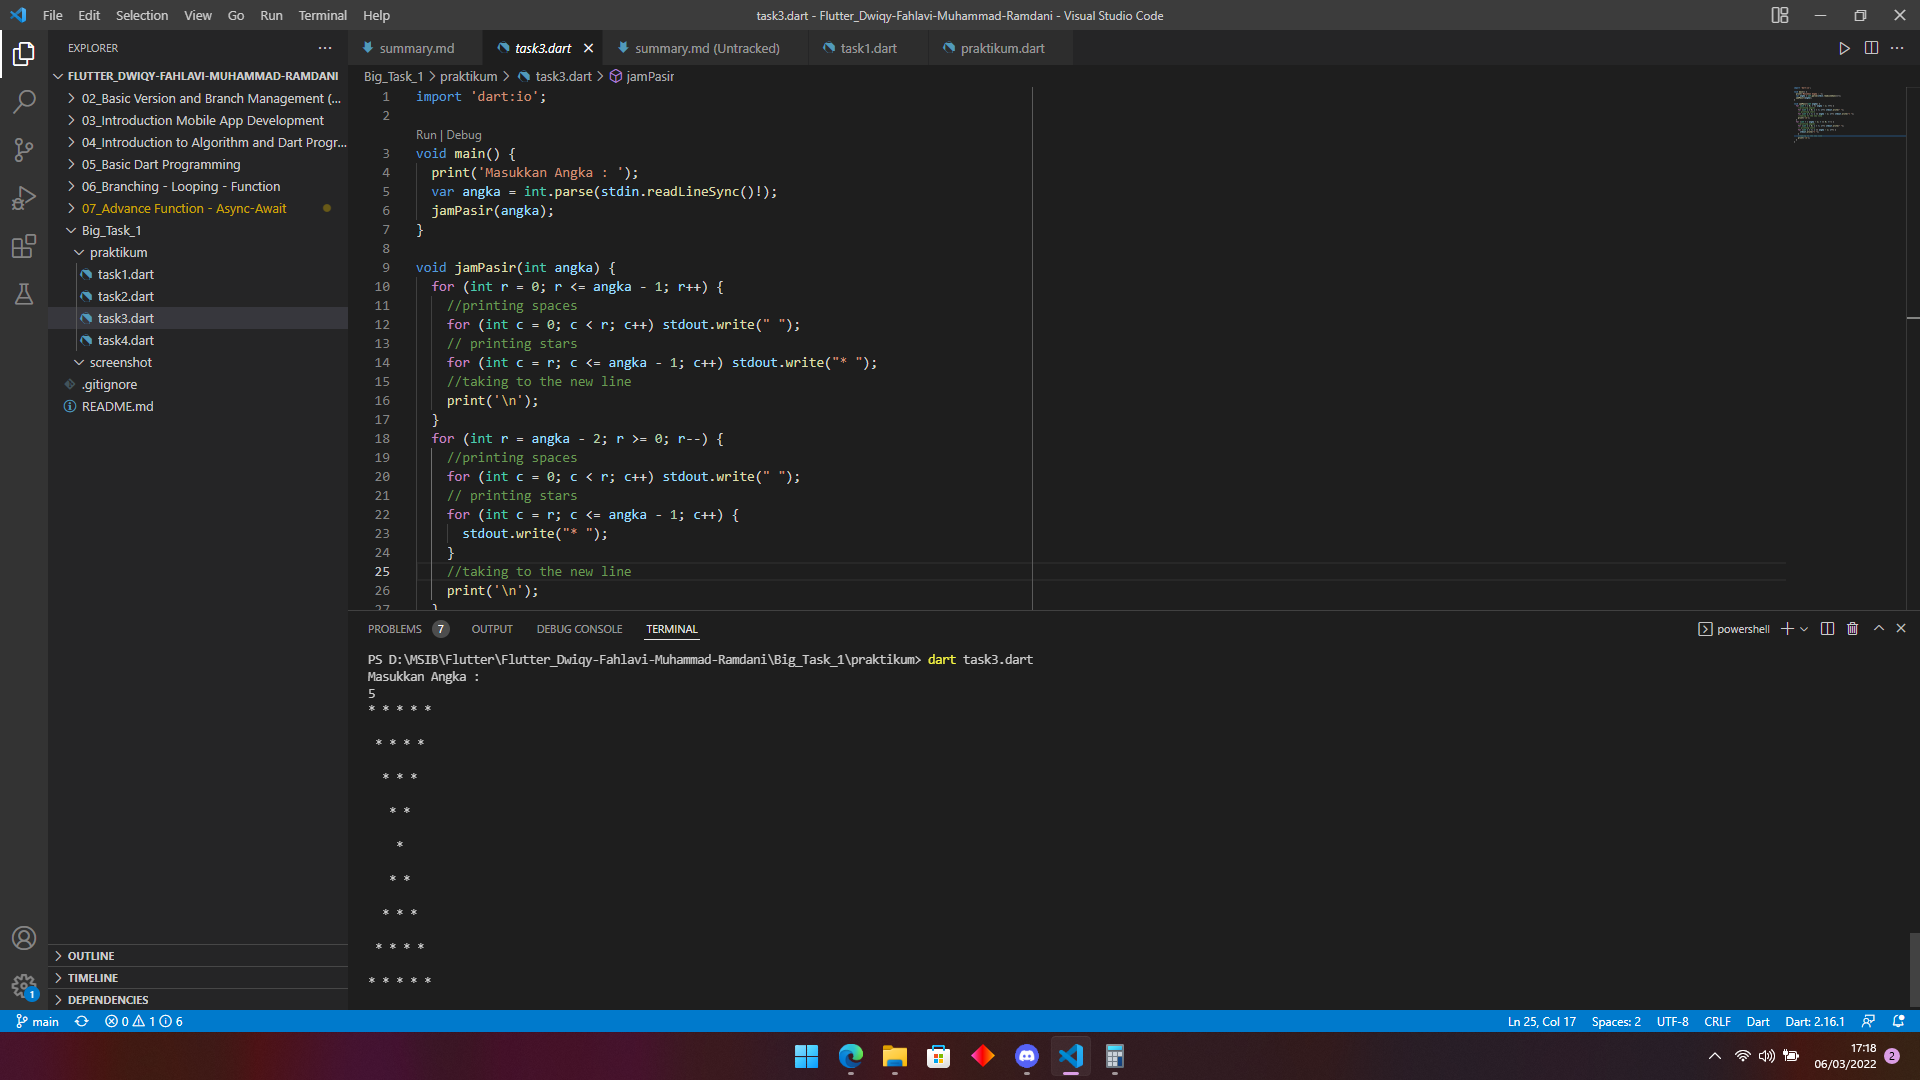 File Edit Selection View Go Run Terminal Help
task3.dart - Flutter_Dwiqy-Fahlavi-Muhammad-Ramdani - Visual Studio Code
EXPLORER
FLUTTER_DWIQY-FAHLAVI-MUHAMMAD-RAMDANI
02_Basic Version and Branch Management (...
03_Introduction Mobile App Development
04_Introduction to Algorithm and Dart Progr...
05_Basic Dart Programming
06_Branching - Looping - Function
07_Advance Function - Async-Await
Big_Task_1
praktikum
task1.dart
task2.dart
task3.dart
task4.dart
screenshot
.gitignore
README.md
OUTLINE
TIMELINE
DEPENDENCIES
summary.md task3.dart summary.md (Untracked) task1.dart praktikum.dart
Big_Task_1 > praktikum > task3.dart > jamPasir
1 import 'dart:io';
2
Run | Debug
3 void main() {
4 print('Masukkan Angka : ');
5 var angka = int.parse(stdin.readLineSync()!);
6 jamPasir(angka);
7 }
8
9 void jamPasir(int angka) {
10 for (int r = 0; r <= angka - 1; r++) {
11 //printing spaces
12 for (int c = 0; c < r; c++) stdout.write(" ");
13 // printing stars
14 for (int c = r; c <= angka - 1; c++) stdout.write("* ");
15 //taking to the new line
16 print('\n');
17 }
18 for (int r = angka - 2; r >= 0; r--) {
19 //printing spaces
20 for (int c = 0; c < r; c++) stdout.write(" ");
21 // printing stars
22 for (int c = r; c <= angka - 1; c++) {
23 stdout.write("* ");
24 }
25 //taking to the new line
26 print('\n');
27 }
PROBLEMS 7 OUTPUT DEBUG CONSOLE TERMINAL
powershell
PS D:\MSIB\Flutter\Flutter_Dwiqy-Fahlavi-Muhammad-Ramdani\Big_Task_1\praktikum> dart task3.dart
Masukkan Angka :
5
* * * * *
* * * *
* * *
* *
*
* *
* * *
* * * *
* * * * *
1
main 0 1 6
Ln 25, Col 17 Spaces: 2 UTF-8 CRLF Dart Dart: 2.16.1
17:18
06/03/2022
2